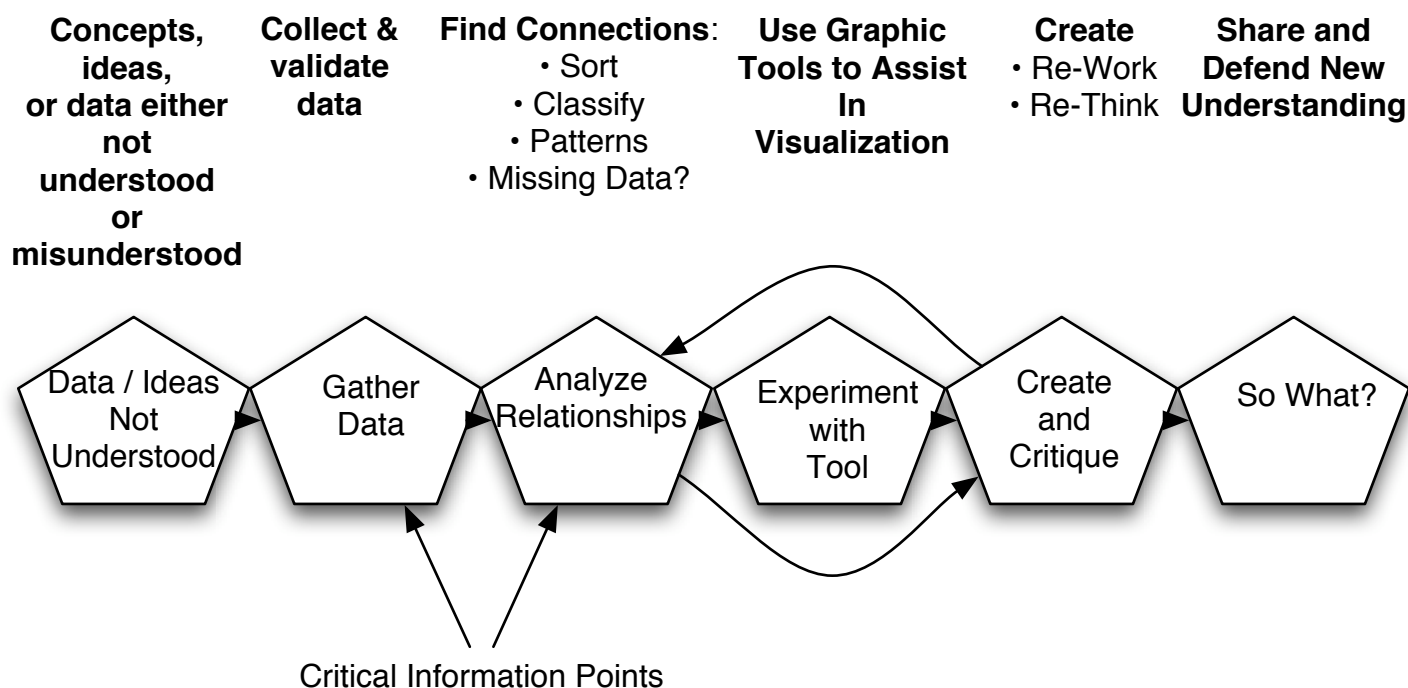 Concepts,
ideas,
or data either
not
understood
or
misunderstood
Collect &
validate
data
Find Connections:
• Sort
• Classify
• Patterns
• Missing Data?
Use Graphic
Tools to Assist
In
Visualization
Create
• Re-Work
• Re-Think
Share and
Defend New
Understanding
Data / Ideas
Not
Understood
Gather
Data
Analyze
Relationships
Experiment
with
Tool
Create
and
Critique
So What?
Critical Information Points